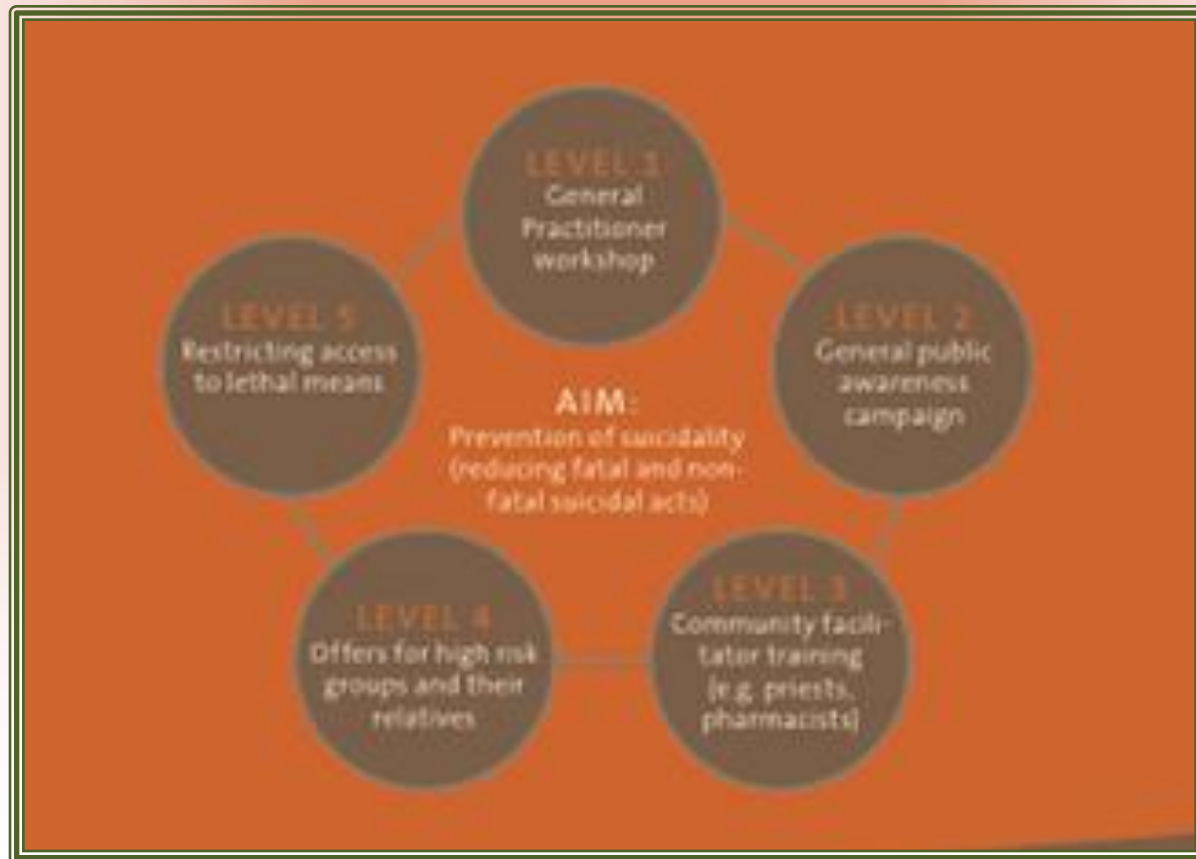 LEVEL 1
General
Practitioner
workshop
LEVEL 2
General public
awareness
campaign
LEVEL 3
Community facili-
tator training
(e.g. priests,
pharmacists)
LEVEL 4
Offers for high risk
groups and their
relatives
LEVEL 5
Restricting access
to lethal means
AIM:
Prevention of suicidality
(reducing fatal and non-
fatal suicidal acts)